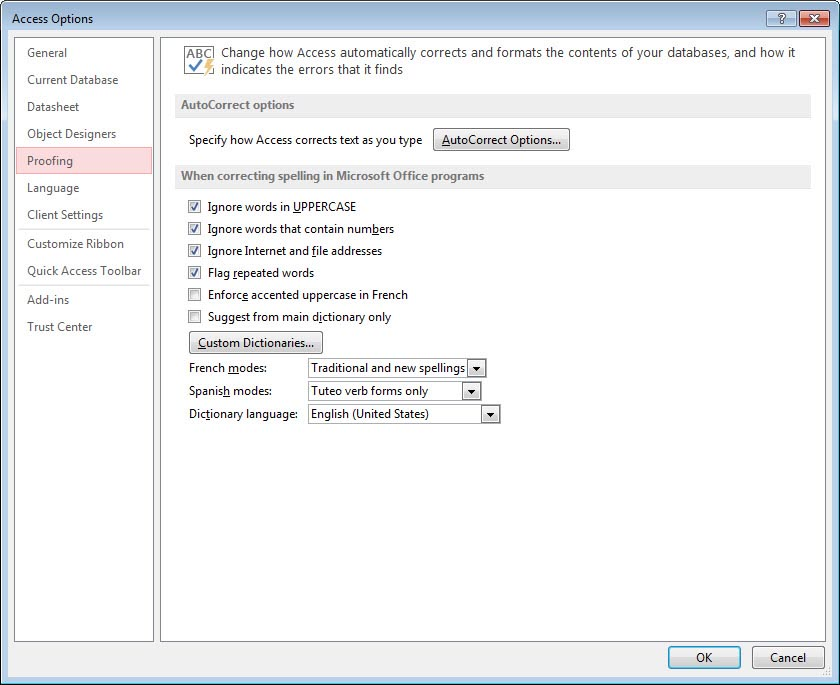 Access Options
?
General
Current Database
Datasheet
Object Designers
Proofing
Language
Client Settings
Customize Ribbon
Quick Access Toolbar
Add-ins
Trust Center
ABC
Change how Access automatically corrects and formats the contents of your databases, and how it
indicates the errors that it finds
AutoCorrect options
Specify how Access corrects text as you type AutoCorrect Options...
When correcting spelling in Microsoft Office programs
Ignore words in UPPERCASE
Ignore words that contain numbers
Ignore Internet and file addresses
Flag repeated words
Enforce accented uppercase in French
Suggest from main dictionary only
Custom Dictionaries...
French modes: Traditional and new spellings
Spanish modes: Tuteo verb forms only
Dictionary language: English (United States)
OK Cancel